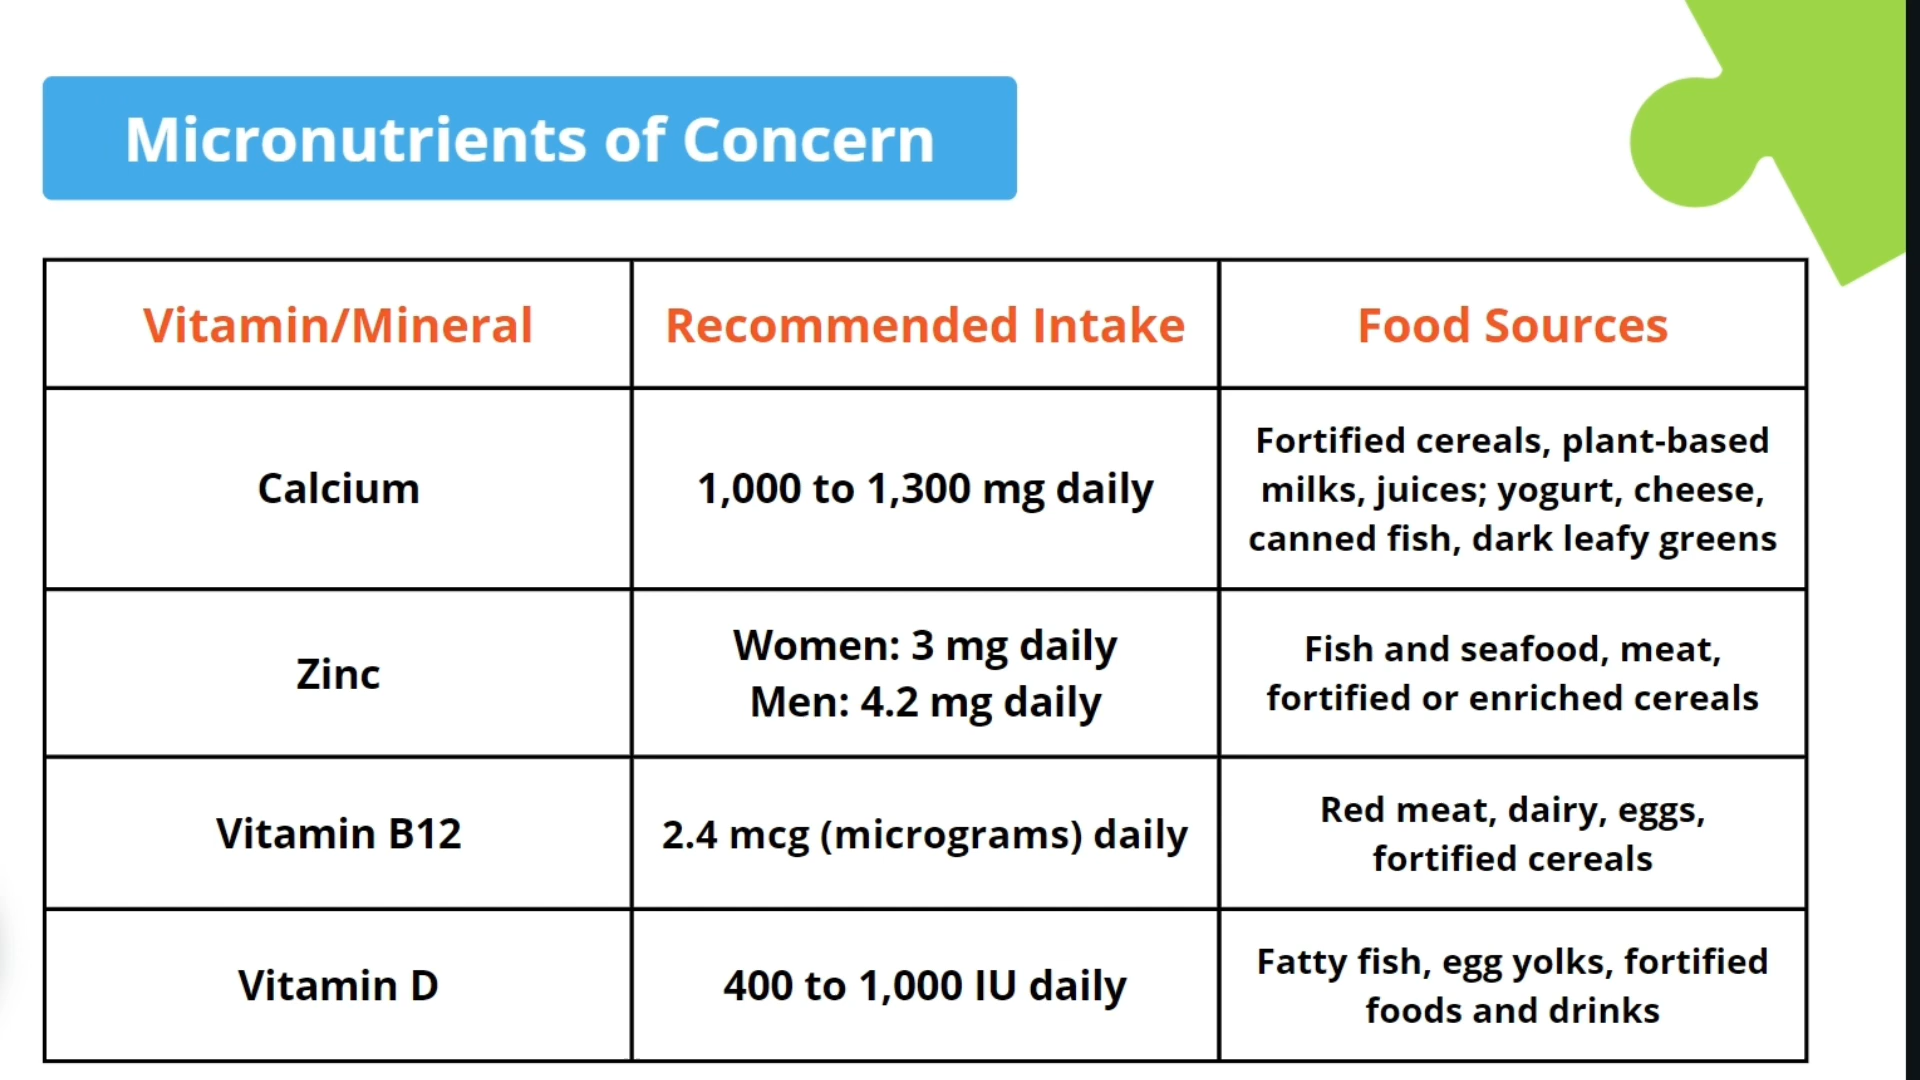 Micronutrients of Concern
Vitamin/Mineral
Recommended Intake
Food Sources
Calcium
1,000 to 1,300 mg daily
Fortified cereals, plant-based
milks, juices; yogurt, cheese,
canned fish, dark leafy greens
Zinc
Women: 3 mg daily
Men: 4.2 mg daily
Fish and seafood, meat,
fortified or enriched cereals
Vitamin B12
2.4 mcg (micrograms) daily
Red meat, dairy, eggs,
fortified cereals
Vitamin D
400 to 1,000 IU daily
Fatty fish, egg yolks, fortified
foods and drinks